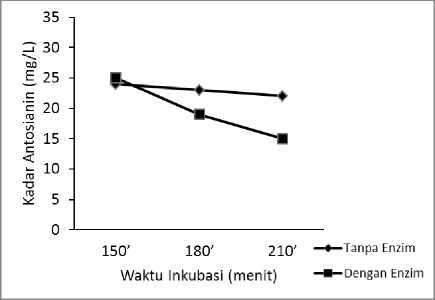 35
30
25
20
15
10
5
0
Kadar Antosianin (mg/L)
150’ 180’ 210’
Waktu Inkubasi (menit)
Tanpa Enzim
Dengan Enzim